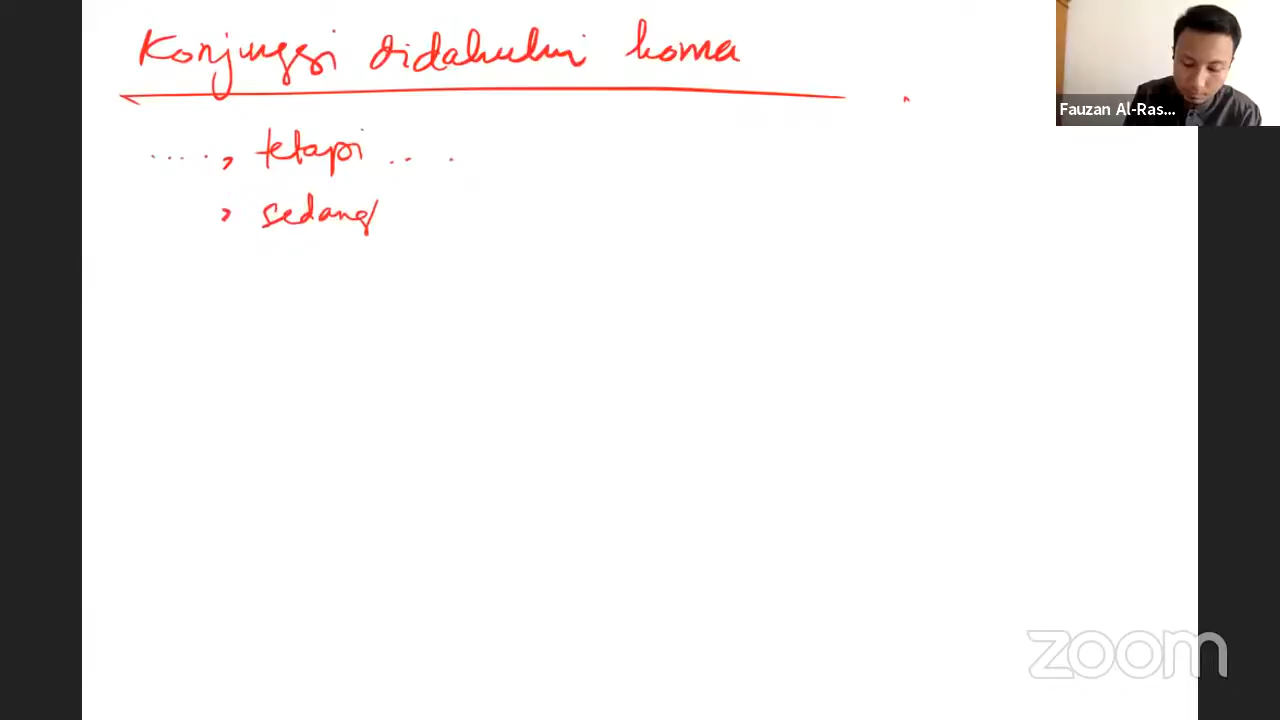 Konjungsi didahului koma
Fauzan Al-Ras...
...., tetapi ...
, sedang
zoom